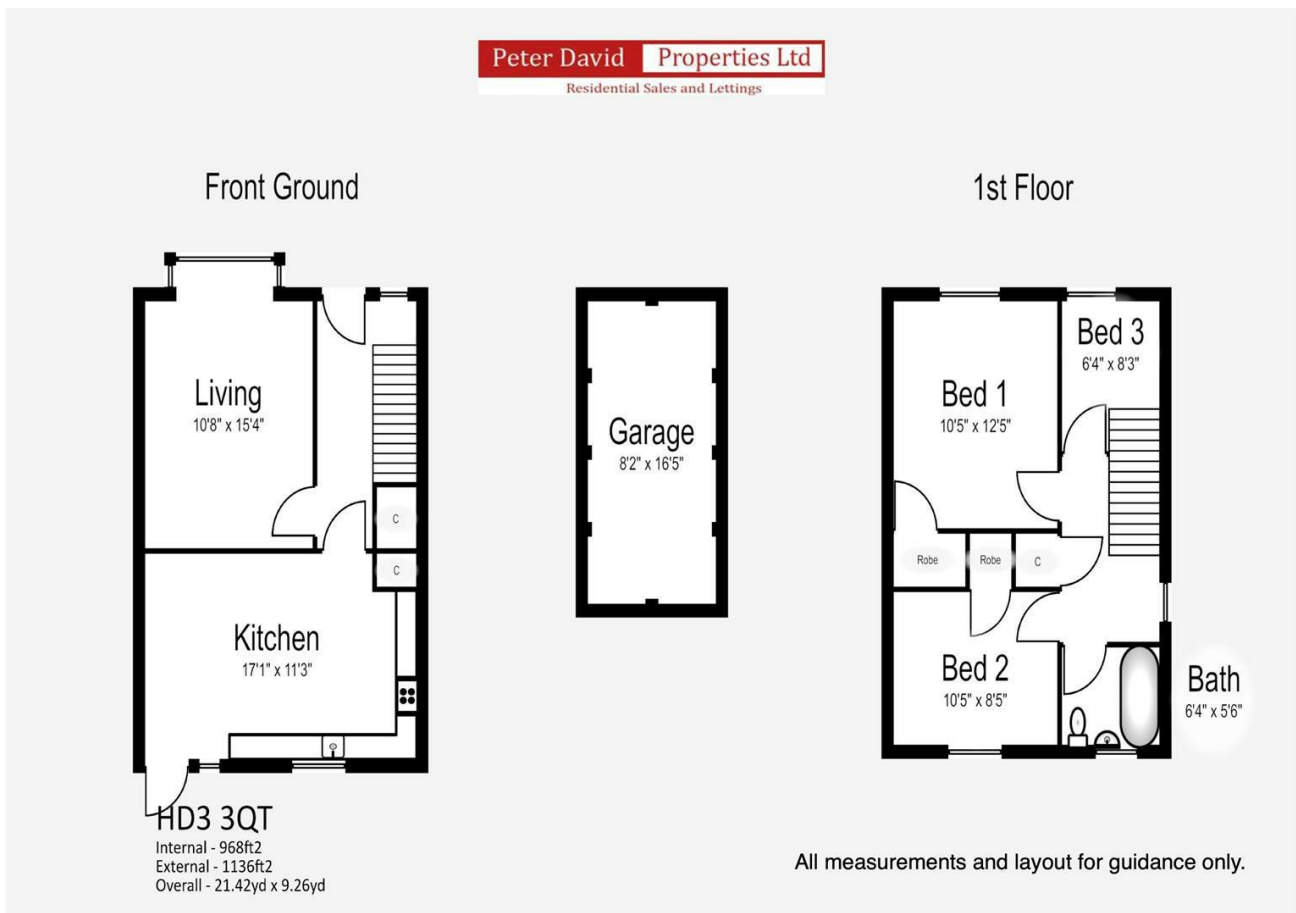 Peter David Properties Ltd
Residential Sales and Lettings
Front Ground
1st Floor
Living
10'8" x 15'4"
C
C
Kitchen
17'1" x 11'3"
Garage
8'2" x 16'5"
Bed 1
10'5" x 12'5"
Bed 3
6'4" x 8'3"
Robe
Robe
C
Bed 2
10'5" x 8'5"
Bath
6'4" x 5'6"
HD3 3QT
Internal - 968ft2
External - 1136ft2
Overall - 21.42yd x 9.26yd
All measurements and layout for guidance only.